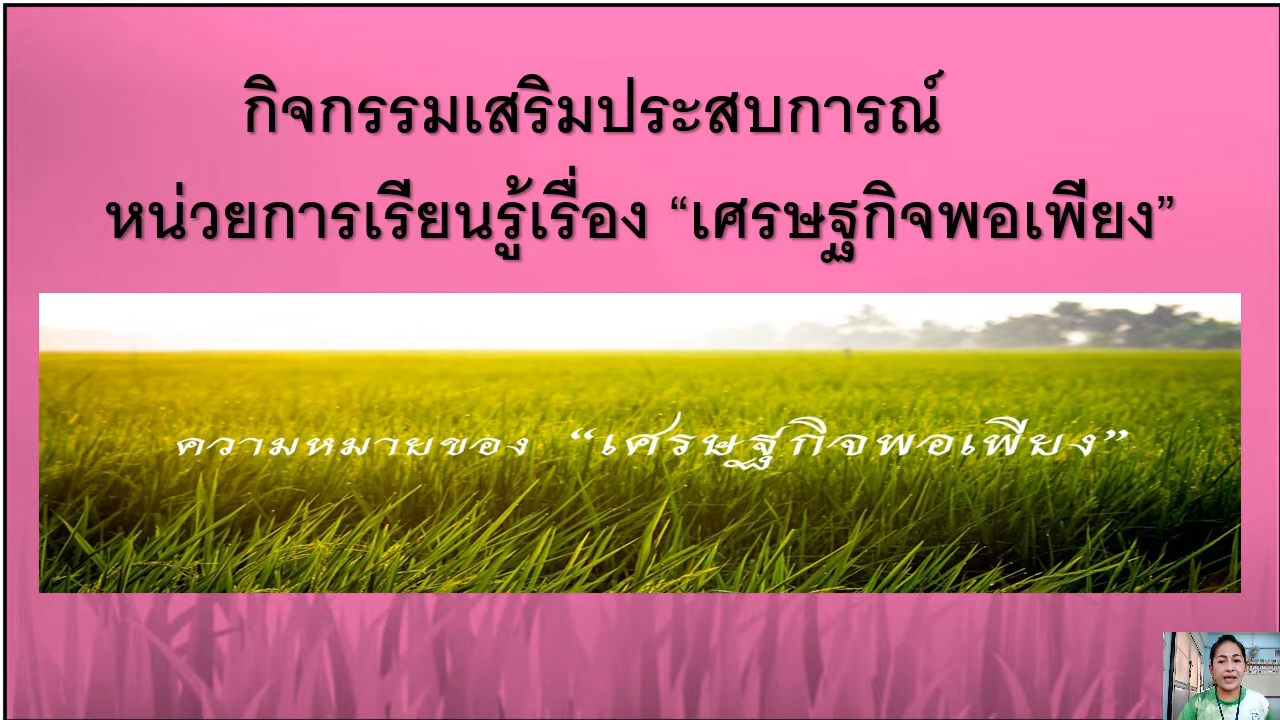 กิจกรรมเสริมประสบการณ์
หน่วยการเรียนรู้เรื่อง “เศรษฐกิจพอเพียง”
ความหมายของ “เศรษฐกิจพอเพียง”